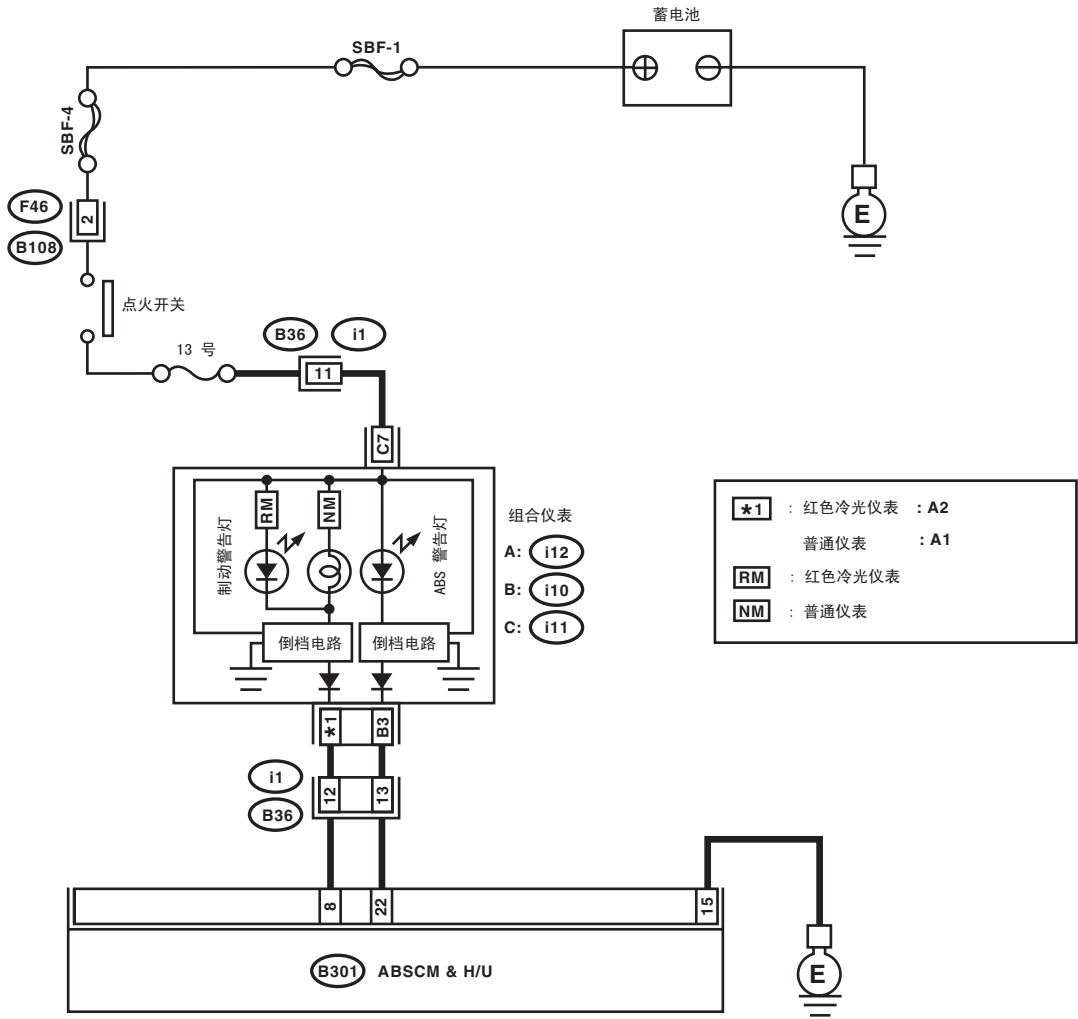 蓄电池
SBF-1
SBF-4
E
F46
2
B108
点火开关
13 号
B36
i1
11
C7
RM
NM
制动警告灯
ABS 警告灯
组合仪表
A: i12
B: i10
C: i11
倒档电路
倒档电路
*1 : 红色冷光仪表 : A2
普通仪表 : A1
RM : 红色冷光仪表
NM : 普通仪表
*1
B3
i1
12
13
B36
8
22
15
B301 ABSCM & H/U
E